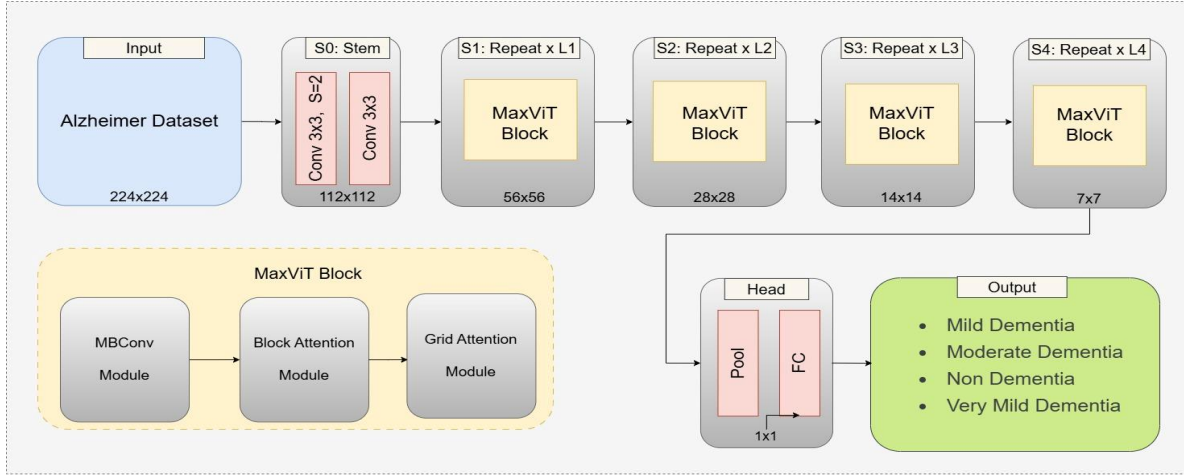 Input
Alzheimer Dataset
224x224
S0: Stem
Conv 3x3, S=2
Conv 3x3
112x112
S1: Repeat x L1
MaxViT
Block
56x56
S2: Repeat x L2
MaxViT
Block
28x28
S3: Repeat x L3
MaxViT
Block
14x14
S4: Repeat x L4
MaxViT
Block
7x7
MaxViT Block
MBConv
Module
Block Attention
Module
Grid Attention
Module
Head
Pool
FC
1x1
Output
• Mild Dementia
• Moderate Dementia
• Non Dementia
• Very Mild Dementia